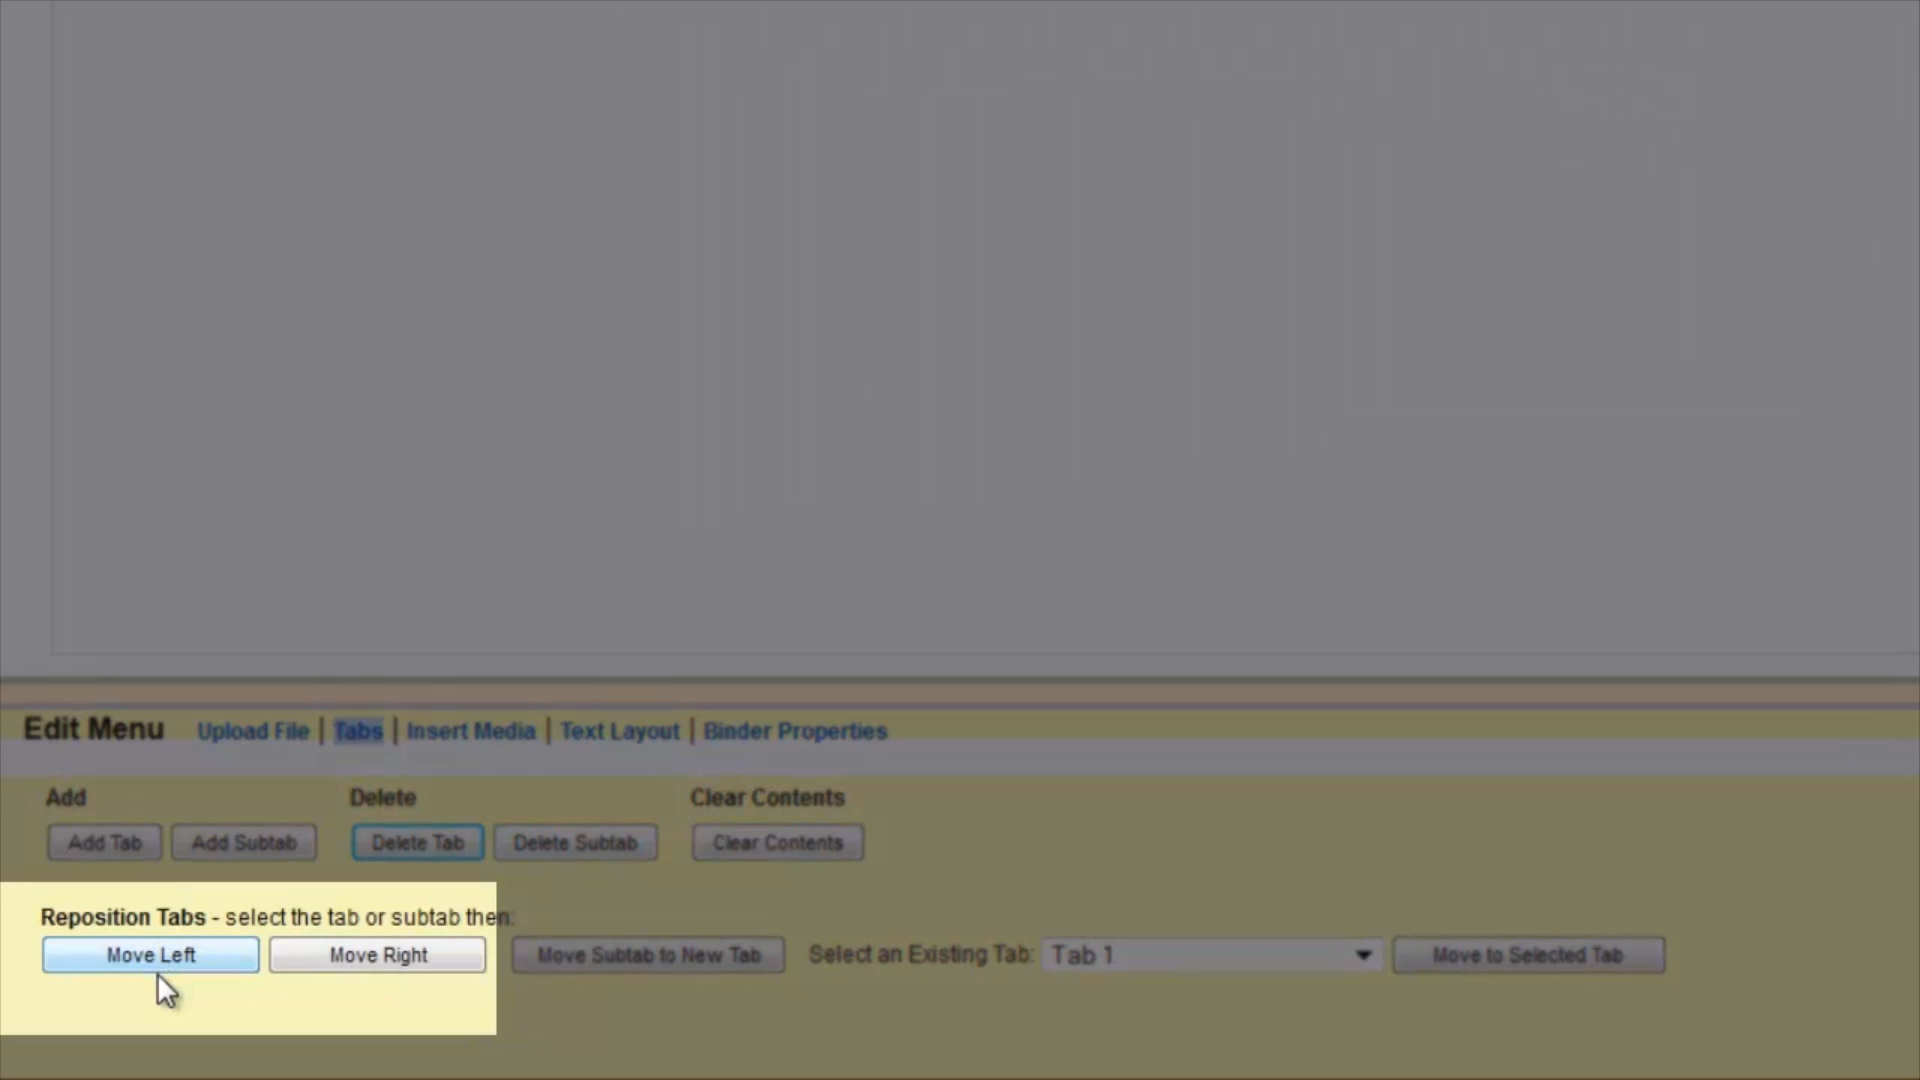 Edit Menu Upload File | Tabs | Insert Media | Text Layout | Binder Properties
Add Delete Clear Contents
Add Tab Add Subtab Delete Tab Delete Subtab Clear Contents
Reposition Tabs - select the tab or subtab then:
Move Left Move Right Move Subtab to New Tab Select an Existing Tab: Tab 1 Move to Selected Tab